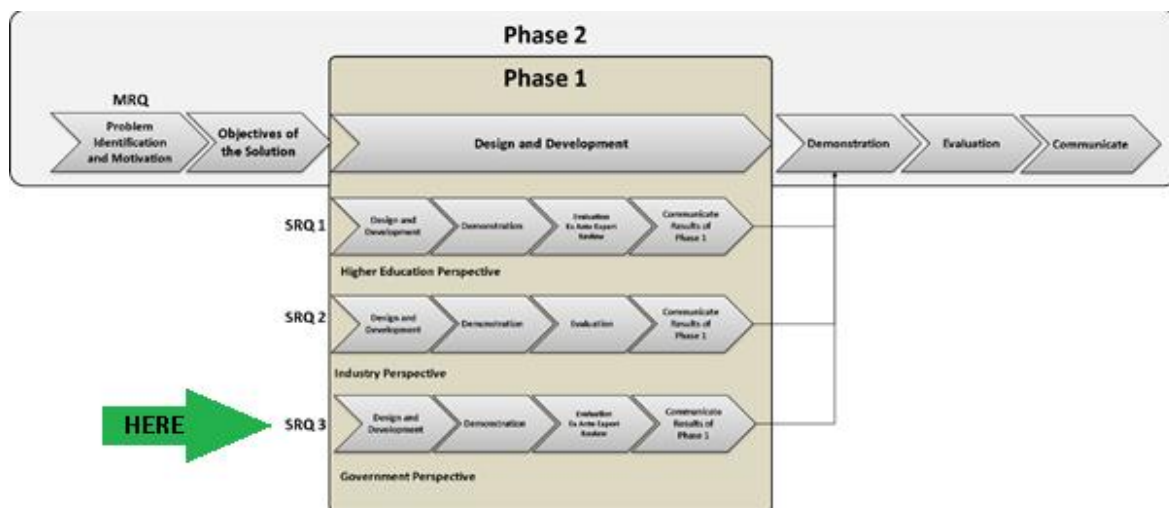 Phase 2
Phase 1
MRQ
Problem
Identification
and Motivation
Objectives of
the Solution
Design and Development
Demonstration
Evaluation
Communicate
SRQ 1
Design and
Development
Demonstration
Evaluation
Ex Ante Expert
Review
Communicate
Results of
Phase 1
Higher Education Perspective
SRQ 2
Design and
Development
Demonstration
Evaluation
Communicate
Results of
Phase 1
Industry Perspective
HERE
SRQ 3
Design and
Development
Demonstration
Evaluation
Ex Ante Expert
Review
Communicate
Results of
Phase 1
Government Perspective